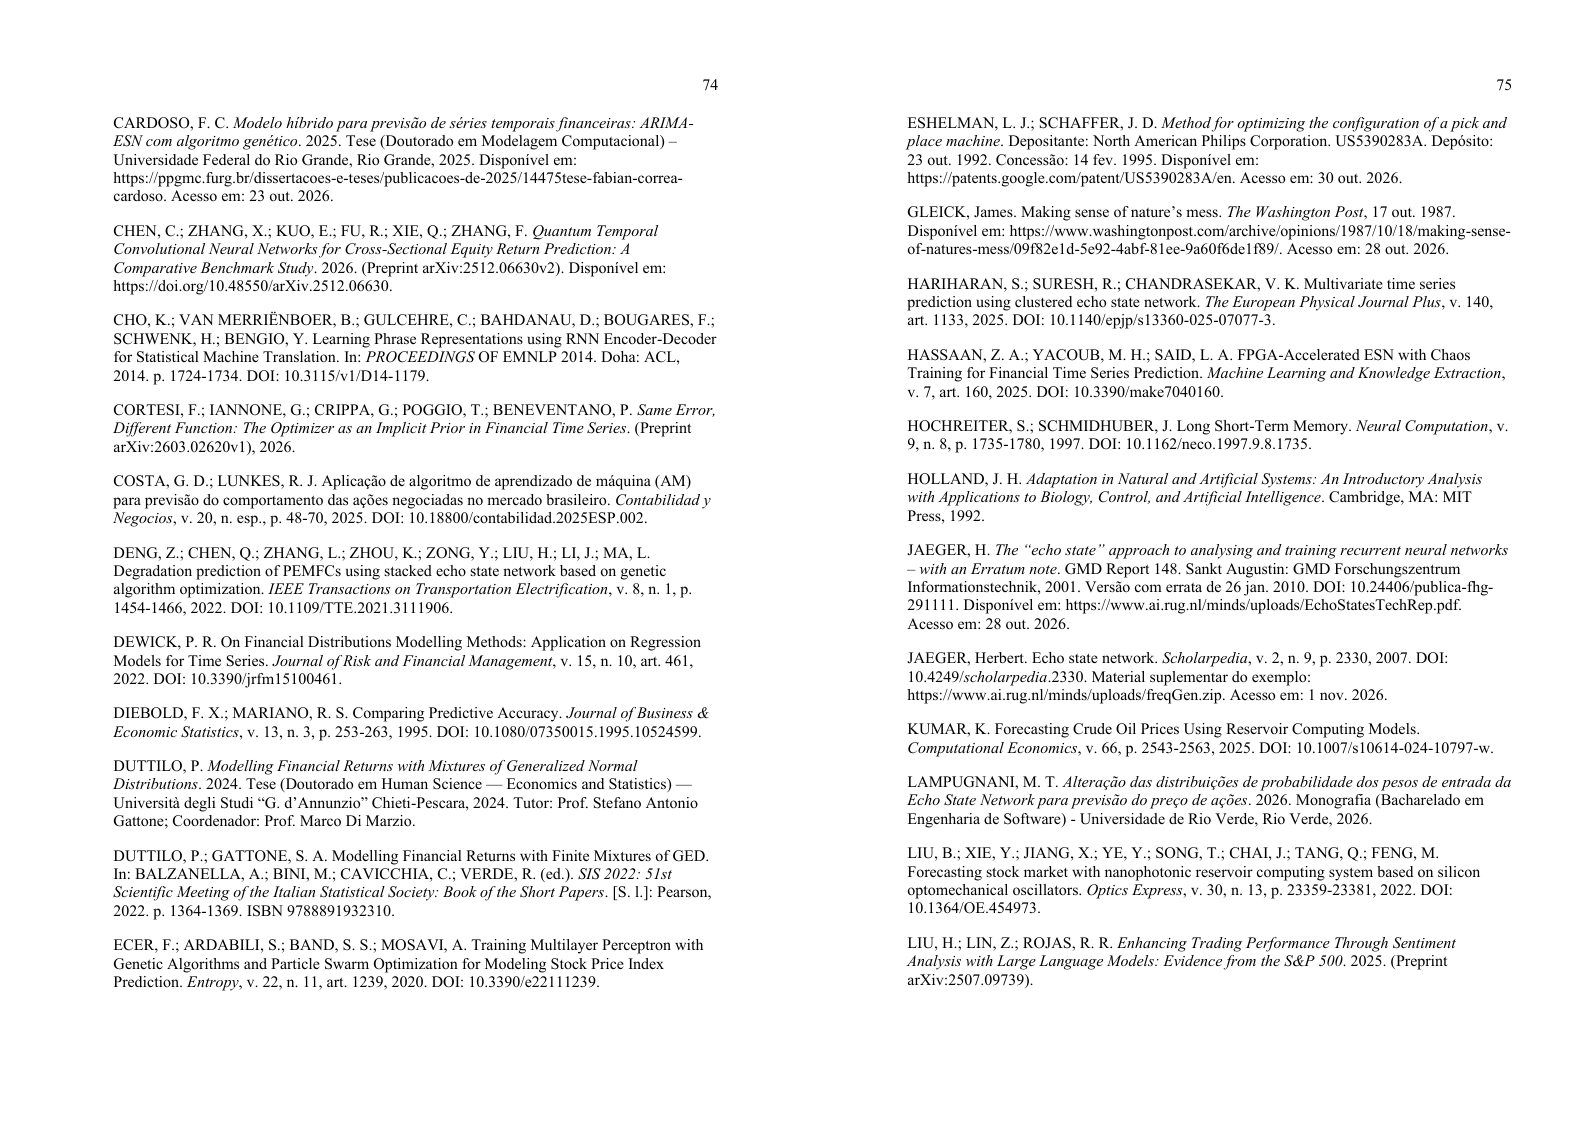 74
CARDOSO, F. C. Modelo híbrido para previsão de séries temporais financeiras: ARIMA-
ESN com algoritmo genético. 2025. Tese (Doutorado em Modelagem Computacional) –
Universidade Federal do Rio Grande, Rio Grande, 2025. Disponível em:
https://ppgmc.furg.br/dissertacoes-e-teses/publicacoes-de-2025/14475tese-fabian-correa-
cardoso. Acesso em: 23 out. 2026.
CHEN, C.; ZHANG, X.; KUO, E.; FU, R.; XIE, Q.; ZHANG, F. Quantum Temporal
Convolutional Neural Networks for Cross-Sectional Equity Return Prediction: A
Comparative Benchmark Study. 2026. (Preprint arXiv:2512.06630v2). Disponível em:
https://doi.org/10.48550/arXiv.2512.06630.
CHO, K.; VAN MERRIËNBOER, B.; GULCEHRE, C.; BAHDANAU, D.; BOUGARES, F.;
SCHWENK, H.; BENGIO, Y. Learning Phrase Representations using RNN Encoder-Decoder
for Statistical Machine Translation. In: PROCEEDINGS OF EMNLP 2014. Doha: ACL,
2014. p. 1724-1734. DOI: 10.3115/v1/D14-1179.
CORTESI, F.; IANNONE, G.; CRIPPA, G.; POGGIO, T.; BENEVENTANO, P. Same Error,
Different Function: The Optimizer as an Implicit Prior in Financial Time Series. (Preprint
arXiv:2603.02620v1), 2026.
COSTA, G. D.; LUNKES, R. J. Aplicação de algoritmo de aprendizado de máquina (AM)
para previsão do comportamento das ações negociadas no mercado brasileiro. Contabilidad y
Negocios, v. 20, n. esp., p. 48-70, 2025. DOI: 10.18800/contabilidad.2025ESP.002.
DENG, Z.; CHEN, Q.; ZHANG, L.; ZHOU, K.; ZONG, Y.; LIU, H.; LI, J.; MA, L.
Degradation prediction of PEMFCs using stacked echo state network based on genetic
algorithm optimization. IEEE Transactions on Transportation Electrification, v. 8, n. 1, p.
1454-1466, 2022. DOI: 10.1109/TTE.2021.3111906.
DEWICK, P. R. On Financial Distributions Modelling Methods: Application on Regression
Models for Time Series. Journal of Risk and Financial Management, v. 15, n. 10, art. 461,
2022. DOI: 10.3390/jrfm15100461.
DIEBOLD, F. X.; MARIANO, R. S. Comparing Predictive Accuracy. Journal of Business &
Economic Statistics, v. 13, n. 3, p. 253-263, 1995. DOI: 10.1080/07350015.1995.10524599.
DUTTILO, P. Modelling Financial Returns with Mixtures of Generalized Normal
Distributions. 2024. Tese (Doutorado em Human Science — Economics and Statistics) —
Università degli Studi “G. d’Annunzio” Chieti-Pescara, 2024. Tutor: Prof. Stefano Antonio
Gattone; Coordenador: Prof. Marco Di Marzio.
DUTTILO, P.; GATTONE, S. A. Modelling Financial Returns with Finite Mixtures of GED.
In: BALZANELLA, A.; BINI, M.; CAVICCHIA, C.; VERDE, R. (ed.). SIS 2022: 51st
Scientific Meeting of the Italian Statistical Society: Book of the Short Papers. [S. l.]: Pearson,
2022. p. 1364-1369. ISBN 9788891932310.
ECER, F.; ARDABILI, S.; BAND, S. S.; MOSAVI, A. Training Multilayer Perceptron with
Genetic Algorithms and Particle Swarm Optimization for Modeling Stock Price Index
Prediction. Entropy, v. 22, n. 11, art. 1239, 2020. DOI: 10.3390/e22111239.
75
ESHELMAN, L. J.; SCHAFFER, J. D. Method for optimizing the configuration of a pick and
place machine. Depositante: North American Philips Corporation. US5390283A. Depósito:
23 out. 1992. Concessão: 14 fev. 1995. Disponível em:
https://patents.google.com/patent/US5390283A/en. Acesso em: 30 out. 2026.
GLEICK, James. Making sense of nature’s mess. The Washington Post, 17 out. 1987.
Disponível em: https://www.washingtonpost.com/archive/opinions/1987/10/18/making-sense-
of-natures-mess/09f82e1d-5e92-4abf-81ee-9a60f6de1f89/. Acesso em: 28 out. 2026.
HARIHARAN, S.; SURESH, R.; CHANDRASEKAR, V. K. Multivariate time series
prediction using clustered echo state network. The European Physical Journal Plus, v. 140,
art. 1133, 2025. DOI: 10.1140/epjp/s13360-025-07077-3.
HASSAAN, Z. A.; YACOUB, M. H.; SAID, L. A. FPGA-Accelerated ESN with Chaos
Training for Financial Time Series Prediction. Machine Learning and Knowledge Extraction,
v. 7, art. 160, 2025. DOI: 10.3390/make7040160.
HOCHREITER, S.; SCHMIDHUBER, J. Long Short-Term Memory. Neural Computation, v.
9, n. 8, p. 1735-1780, 1997. DOI: 10.1162/neco.1997.9.8.1735.
HOLLAND, J. H. Adaptation in Natural and Artificial Systems: An Introductory Analysis
with Applications to Biology, Control, and Artificial Intelligence. Cambridge, MA: MIT
Press, 1992.
JAEGER, H. The “echo state” approach to analysing and training recurrent neural networks
– with an Erratum note. GMD Report 148. Sankt Augustin: GMD Forschungszentrum
Informationstechnik, 2001. Versão com errata de 26 jan. 2010. DOI: 10.24406/publica-fhg-
291111. Disponível em: https://www.ai.rug.nl/minds/uploads/EchoStatesTechRep.pdf.
Acesso em: 28 out. 2026.
JAEGER, Herbert. Echo state network. Scholarpedia, v. 2, n. 9, p. 2330, 2007. DOI:
10.4249/scholarpedia.2330. Material suplementar do exemplo:
https://www.ai.rug.nl/minds/uploads/freqGen.zip. Acesso em: 1 nov. 2026.
KUMAR, K. Forecasting Crude Oil Prices Using Reservoir Computing Models.
Computational Economics, v. 66, p. 2543-2563, 2025. DOI: 10.1007/s10614-024-10797-w.
LAMPUGNANI, M. T. Alteração das distribuições de probabilidade dos pesos de entrada da
Echo State Network para previsão do preço de ações. 2026. Monografia (Bacharelado em
Engenharia de Software) - Universidade de Rio Verde, Rio Verde, 2026.
LIU, B.; XIE, Y.; JIANG, X.; YE, Y.; SONG, T.; CHAI, J.; TANG, Q.; FENG, M.
Forecasting stock market with nanophotonic reservoir computing system based on silicon
optomechanical oscillators. Optics Express, v. 30, n. 13, p. 23359-23381, 2022. DOI:
10.1364/OE.454973.
LIU, H.; LIN, Z.; ROJAS, R. R. Enhancing Trading Performance Through Sentiment
Analysis with Large Language Models: Evidence from the S&P 500. 2025. (Preprint
arXiv:2507.09739).